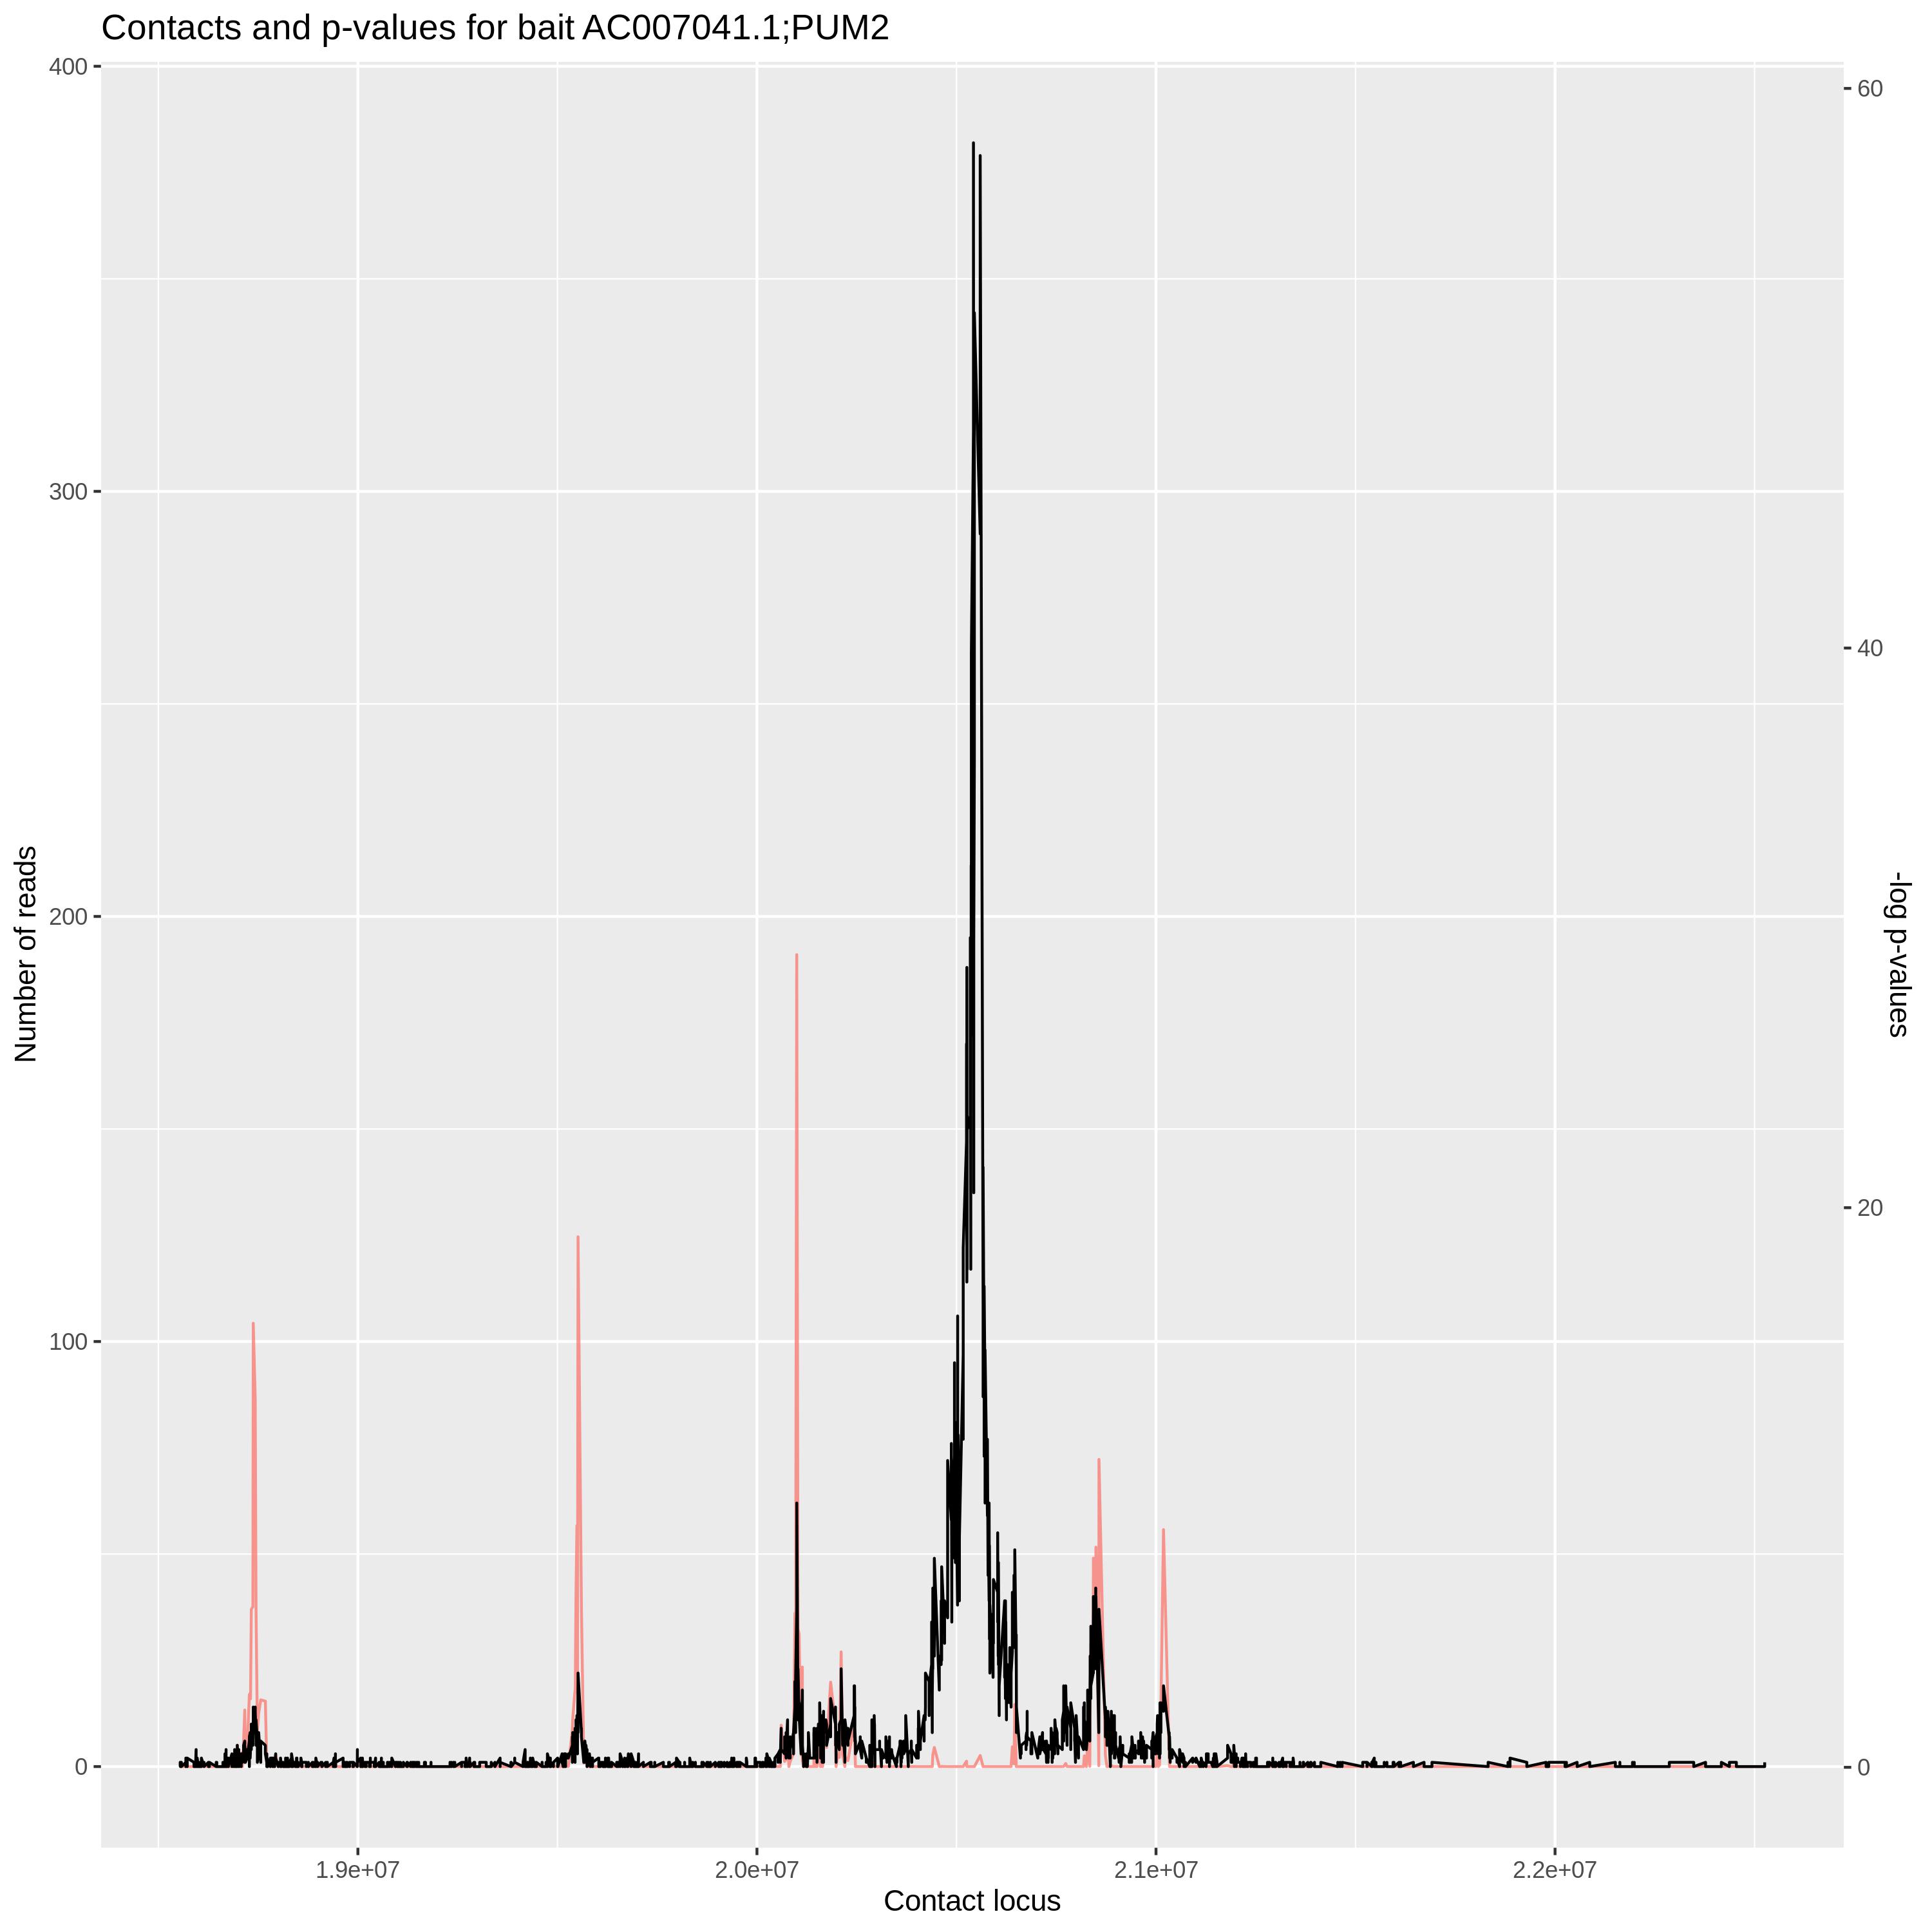 Contacts and p-values for bait AC007041.1;PUM2
400
300
200
100
0
Number of reads
60
40
20
0
-log p-values
1.9e+07
2.0e+07
2.1e+07
2.2e+07
Contact locus